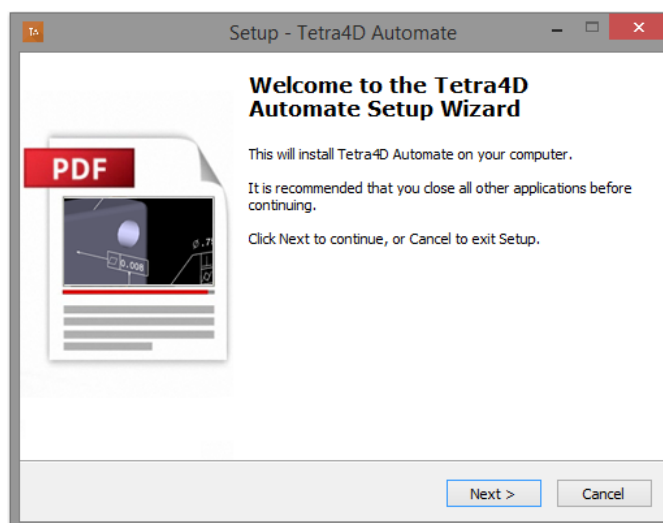 Setup - Tetra4D Automate
Welcome to the Tetra4D
Automate Setup Wizard
This will install Tetra4D Automate on your computer.
It is recommended that you close all other applications before
continuing.
Click Next to continue, or Cancel to exit Setup.
PDF
0.008
Next >
Cancel